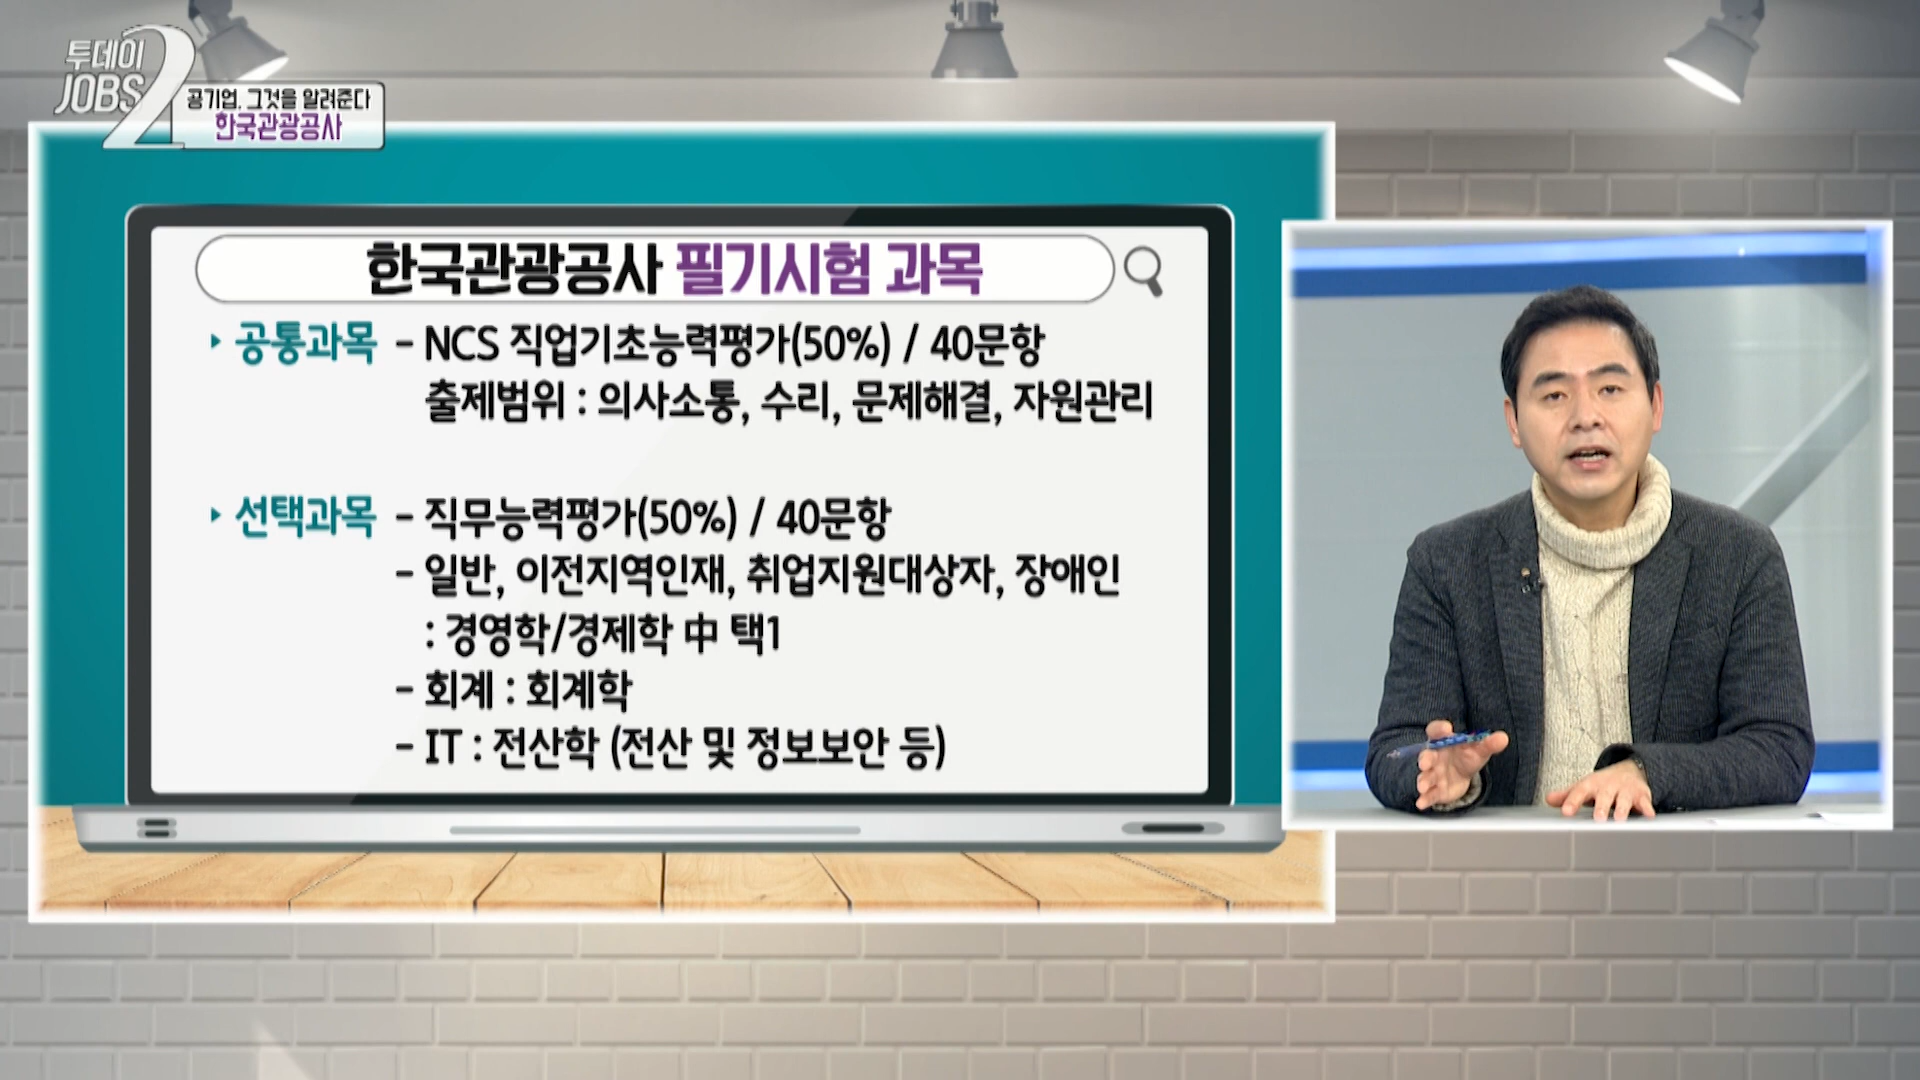 투데이
JOBS 2
공기업, 그것을 알려준다
한국관광공사
한국관광공사 필기시험 과목
▸ 공통과목 - NCS 직업기초능력평가(50%) / 40문항
출제범위 : 의사소통, 수리, 문제해결, 자원관리
▸ 선택과목 - 직무능력평가(50%) / 40문항
- 일반, 이전지역인재, 취업지원대상자, 장애인
: 경영학/경제학 中 택1
- 회계 : 회계학
- IT : 전산학 (전산 및 정보보안 등)